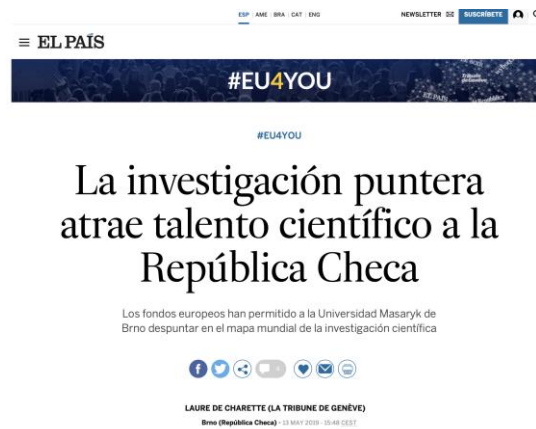 ESP AME BRA CAT ENG NEWSLETTER SUSCRÍBETE
EL PAÍS
#EU4YOU
EL PAÍS
#EU4YOU
La investigación puntera
atrae talento científico a la
República Checa
Los fondos europeos han permitido a la Universidad Masaryk de
Brno despuntar en el mapa mundial de la investigación científica
LAURE DE CHARETTE (LA TRIBUNE DE GENÈVE)
Brno (República Checa) - 13 MAY 2019 - 15:48 CEST